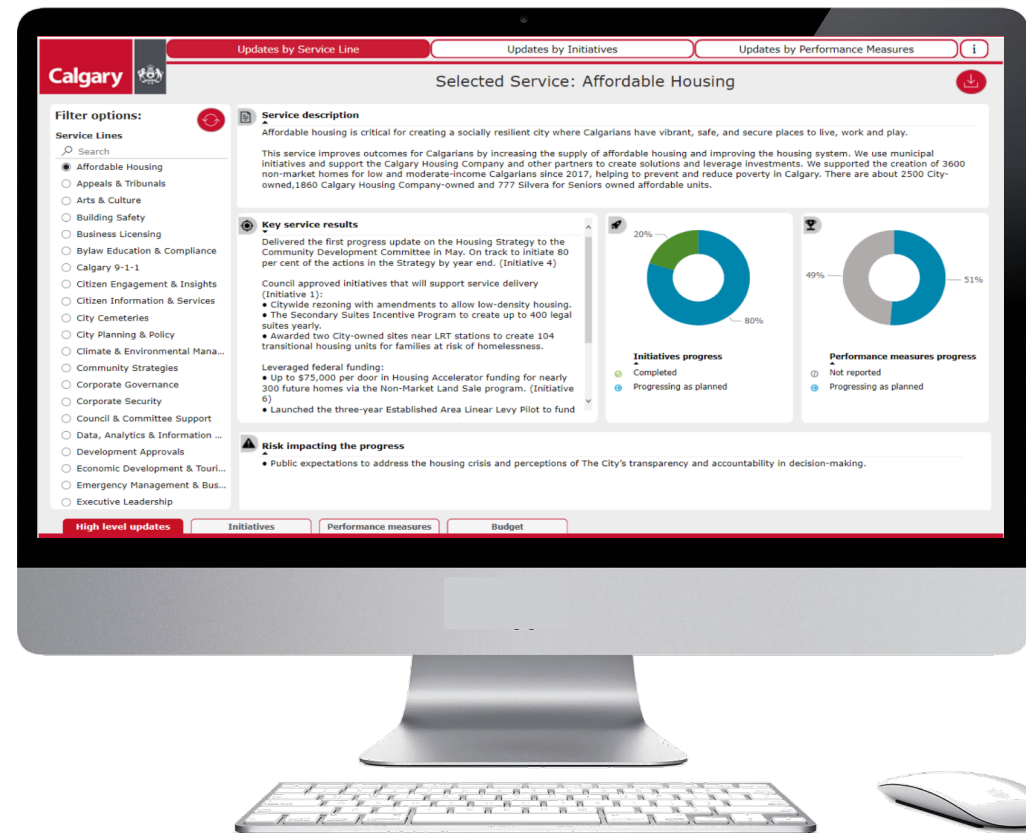 Updates by Service Line
Updates by Initiatives
Updates by Performance Measures
i
Calgary
Selected Service: Affordable Housing
Filter options:
Service Lines
Search
Affordable Housing
Appeals & Tribunals
Arts & Culture
Building Safety
Business Licensing
Bylaw Education & Compliance
Calgary 9-1-1
Citizen Engagement & Insights
Citizen Information & Services
City Cemeteries
City Planning & Policy
Climate & Environmental Mana...
Community Strategies
Corporate Governance
Corporate Security
Council & Committee Support
Data, Analytics & Information ...
Development Approvals
Economic Development & Touri...
Emergency Management & Bus...
Executive Leadership
Service description
Affordable housing is critical for creating a socially resilient city where Calgarians have vibrant, safe, and secure places to live, work and play.
This service improves outcomes for Calgarians by increasing the supply of affordable housing and improving the housing system. We use municipal
initiatives and support the Calgary Housing Company and other partners to create solutions and leverage investments. We supported the creation of 3600
non-market homes for low and moderate-income Calgarians since 2017, helping to prevent and reduce poverty in Calgary. There are about 2500 City-
owned,1860 Calgary Housing Company-owned and 777 Silvera for Seniors owned affordable units.
Key service results
Delivered the first progress update on the Housing Strategy to the
Community Development Committee in May. On track to initiate 80
per cent of the actions in the Strategy by year end. (Initiative 4)
Council approved initiatives that will support service delivery
(Initiative 1):
● Citywide rezoning with amendments to allow low-density housing.
● The Secondary Suites Incentive Program to create up to 400 legal
suites yearly.
● Awarded two City-owned sites near LRT stations to create 104
transitional housing units for families at risk of homelessness.
Leveraged federal funding:
● Up to $75,000 per door in Housing Accelerator funding for nearly
300 future homes via the Non-Market Land Sale program. (Initiative
6)
● Launched the three-year Established Area Linear Levy Pilot to fund
20%
80%
Initiatives progress
Completed
Progressing as planned
49%
51%
Performance measures progress
Not reported
Progressing as planned
Risk impacting the progress
● Public expectations to address the housing crisis and perceptions of The City's transparency and accountability in decision-making.
High level updates
Initiatives
Performance measures
Budget